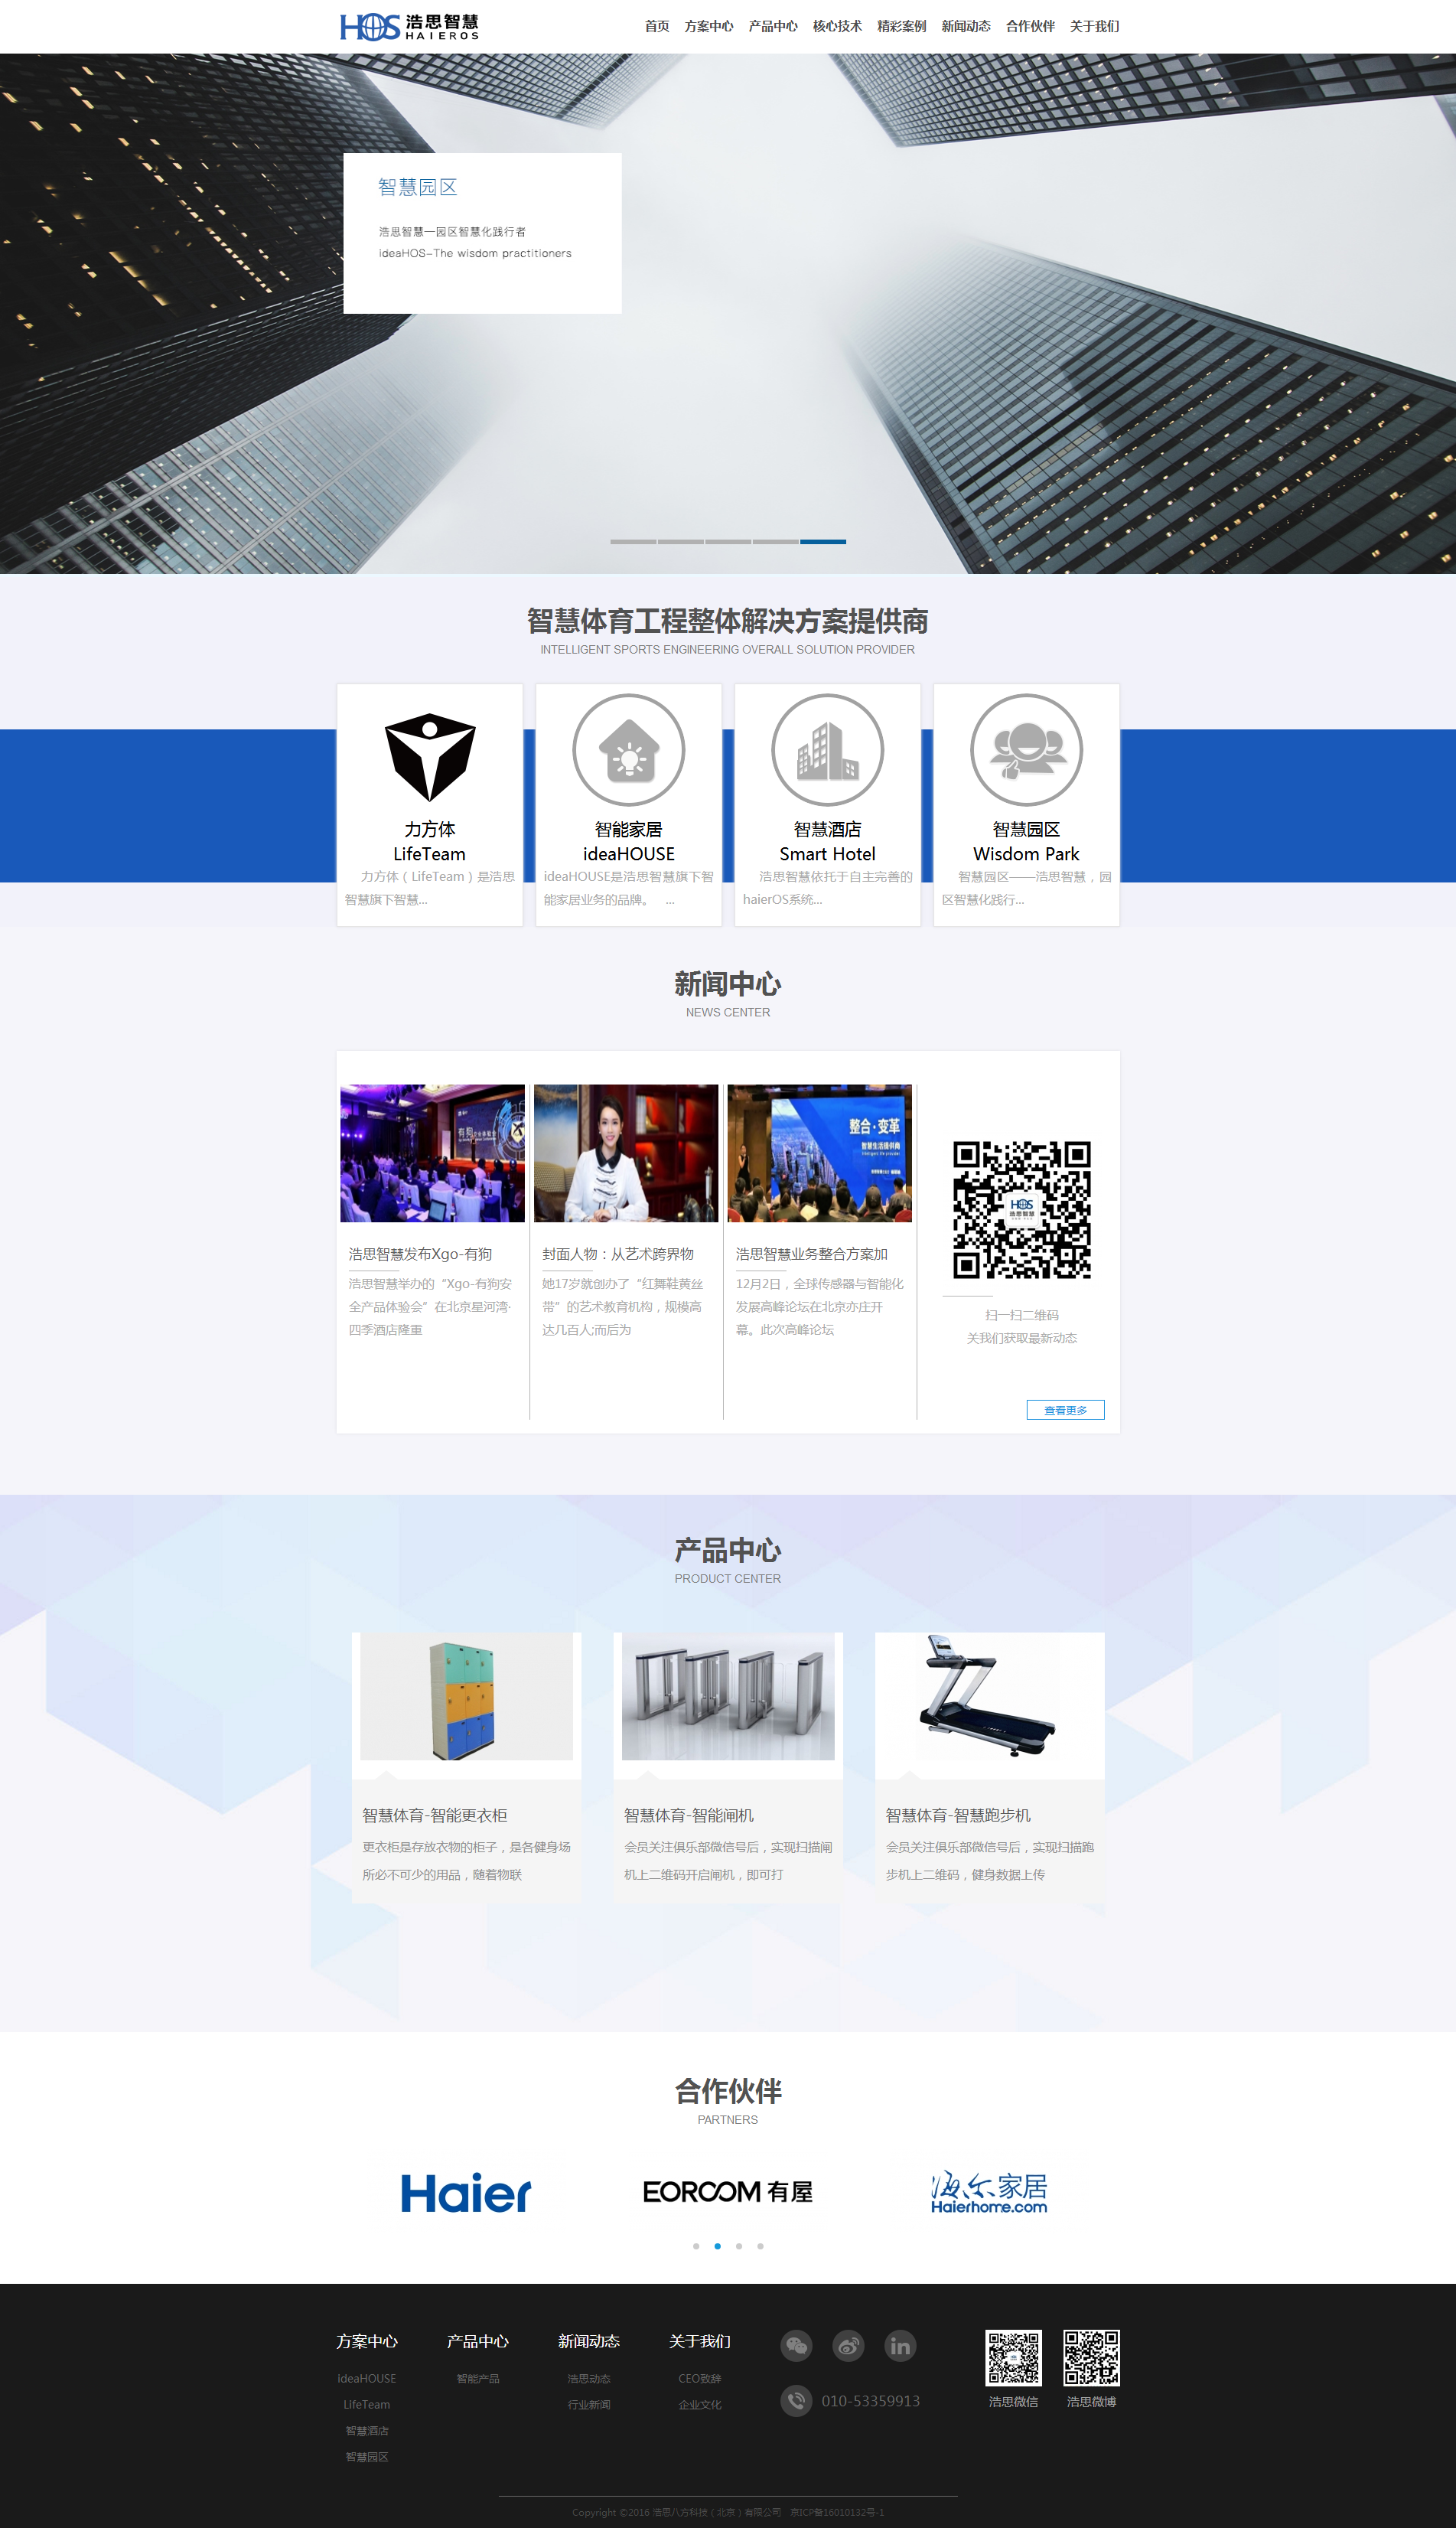 HOS 浩思智慧
HAIEROS
首页 方案中心 产品中心 核心技术 精彩案例 新闻动态 合作伙伴 关于我们
智慧园区
浩思智慧—园区智慧化践行者
ideaHOS-The wisdom practitioners
智慧体育工程整体解决方案提供商
INTELLIGENT SPORTS ENGINEERING OVERALL SOLUTION PROVIDER
力方体
LifeTeam
力方体（LifeTeam）是浩思
智慧旗下智慧...
智能家居
ideaHOUSE
ideaHOUSE是浩思智慧旗下智
能家居业务的品牌。 ...
智慧酒店
Smart Hotel
浩思智慧依托于自主完善的
haierOS系统...
智慧园区
Wisdom Park
智慧园区——浩思智慧，园
区智慧化践行...
新闻中心
NEWS CENTER
整合·变革
智慧生活提供商
浩思智慧发布Xgo-有狗
浩思智慧举办的“Xgo-有狗安
全产品体验会”在北京星河湾·
四季酒店隆重
封面人物：从艺术跨界物
她17岁就创办了“红舞鞋黄丝
带”的艺术教育机构，规模高
达几百人;而后为
浩思智慧业务整合方案加
12月2日，全球传感器与智能化
发展高峰论坛在北京亦庄开
幕。此次高峰论坛
HOS
浩思智慧
扫一扫二维码
关我们获取最新动态
查看更多
产品中心
PRODUCT CENTER
智慧体育-智能更衣柜
更衣柜是存放衣物的柜子，是各健身场
所必不可少的用品，随着物联
智慧体育-智能闸机
会员关注俱乐部微信号后，实现扫描闸
机上二维码开启闸机，即可打
智慧体育-智慧跑步机
会员关注俱乐部微信号后，实现扫描跑
步机上二维码，健身数据上传
合作伙伴
PARTNERS
Haier
EOROOM 有屋
海尔家居
Haierhome.com
方案中心
ideaHOUSE
LifeTeam
智慧酒店
智慧园区
产品中心
智能产品
新闻动态
浩思动态
行业新闻
关于我们
CEO致辞
企业文化
in
010-53359913
浩思微信
浩思微博
Copyright ©2016 浩思八方科技（北京）有限公司 京ICP备16010132号-1